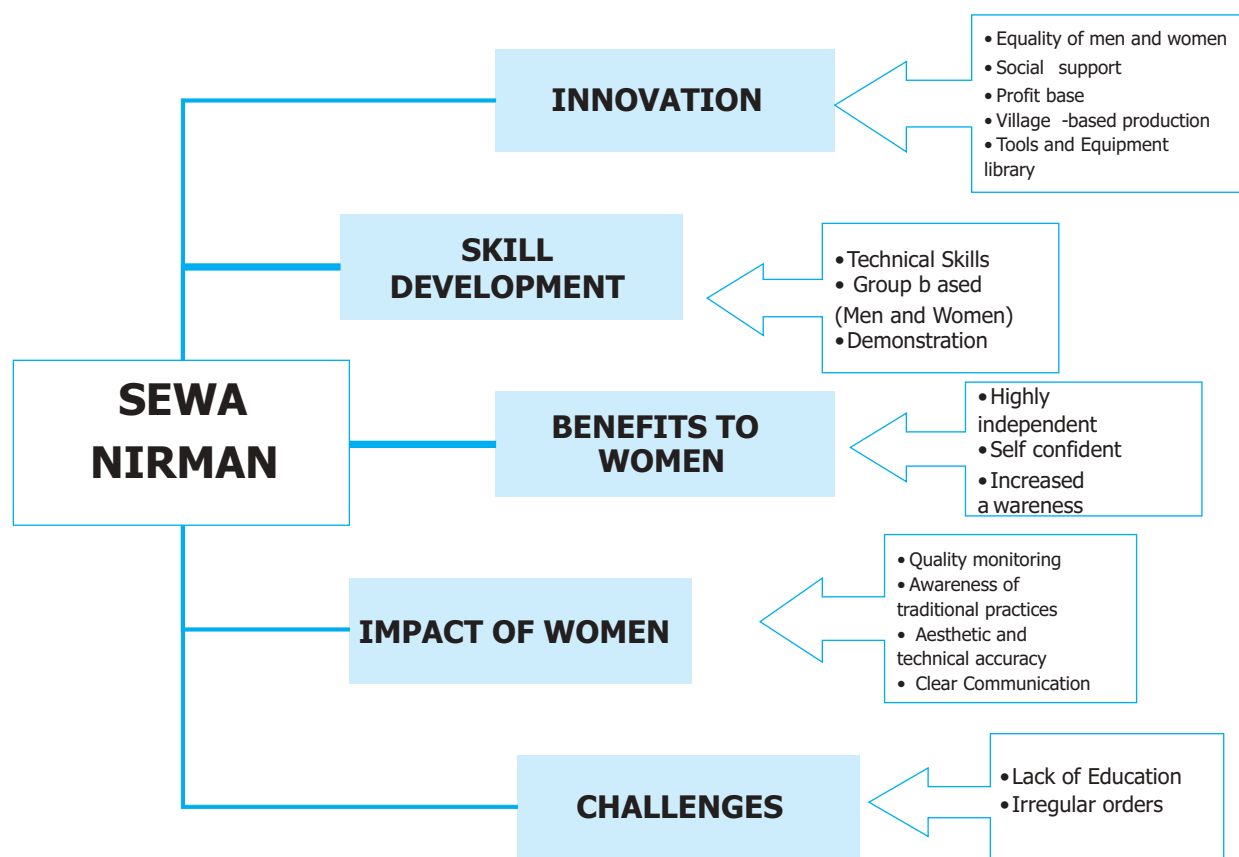 INNOVATION
• Equality of men and women
• Social support
• Profit base
• Village -based production
• Tools and Equipment
library
SKILL
DEVELOPMENT
• Technical Skills
• Group b ased
(Men and Women)
• Demonstration
SEWA
NIRMAN
BENEFITS TO
WOMEN
• Highly
independent
• Self confident
• Increased
a wareness
IMPACT OF WOMEN
• Quality monitoring
• Awareness of
traditional practices
• Aesthetic and
technical accuracy
• Clear Communication
CHALLENGES
• Lack of Education
• Irregular orders